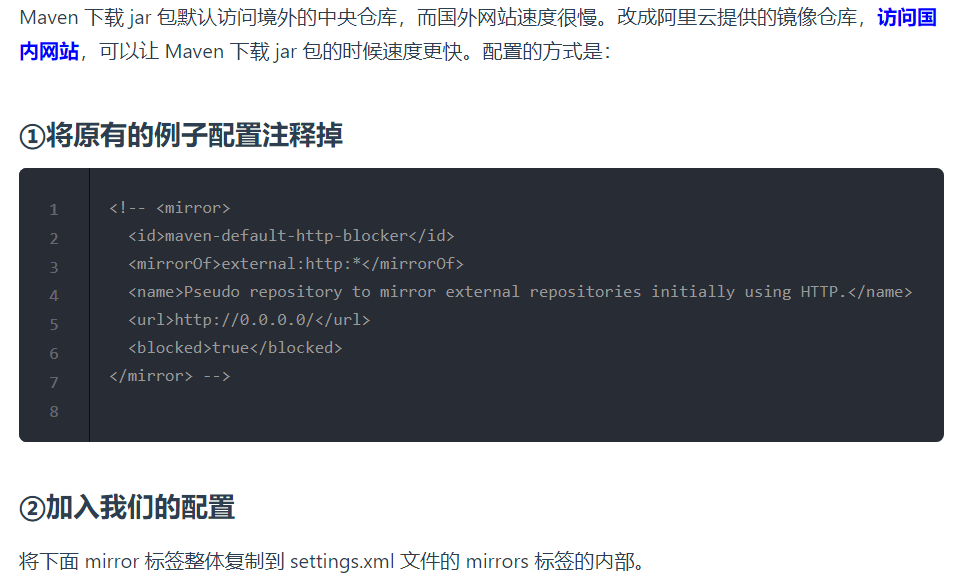 Maven 下载 jar 包默认访问境外的中央仓库，而国外网站速度很慢。改成阿里云提供的镜像仓库，访问国
内网站，可以让 Maven 下载 jar 包的时候速度更快。配置的方式是：
①将原有的例子配置注释掉
1 <!-- <mirror>
2 <id>maven-default-http-blocker</id>
3 <mirrorOf>external:http:*</mirrorOf>
4 <name>Pseudo repository to mirror external repositories initially using HTTP.</name>
5 <url>http://0.0.0.0/</url>
6 <blocked>true</blocked>
7 </mirror> -->
8
②加入我们的配置
将下面 mirror 标签整体复制到 settings.xml 文件的 mirrors 标签的内部。